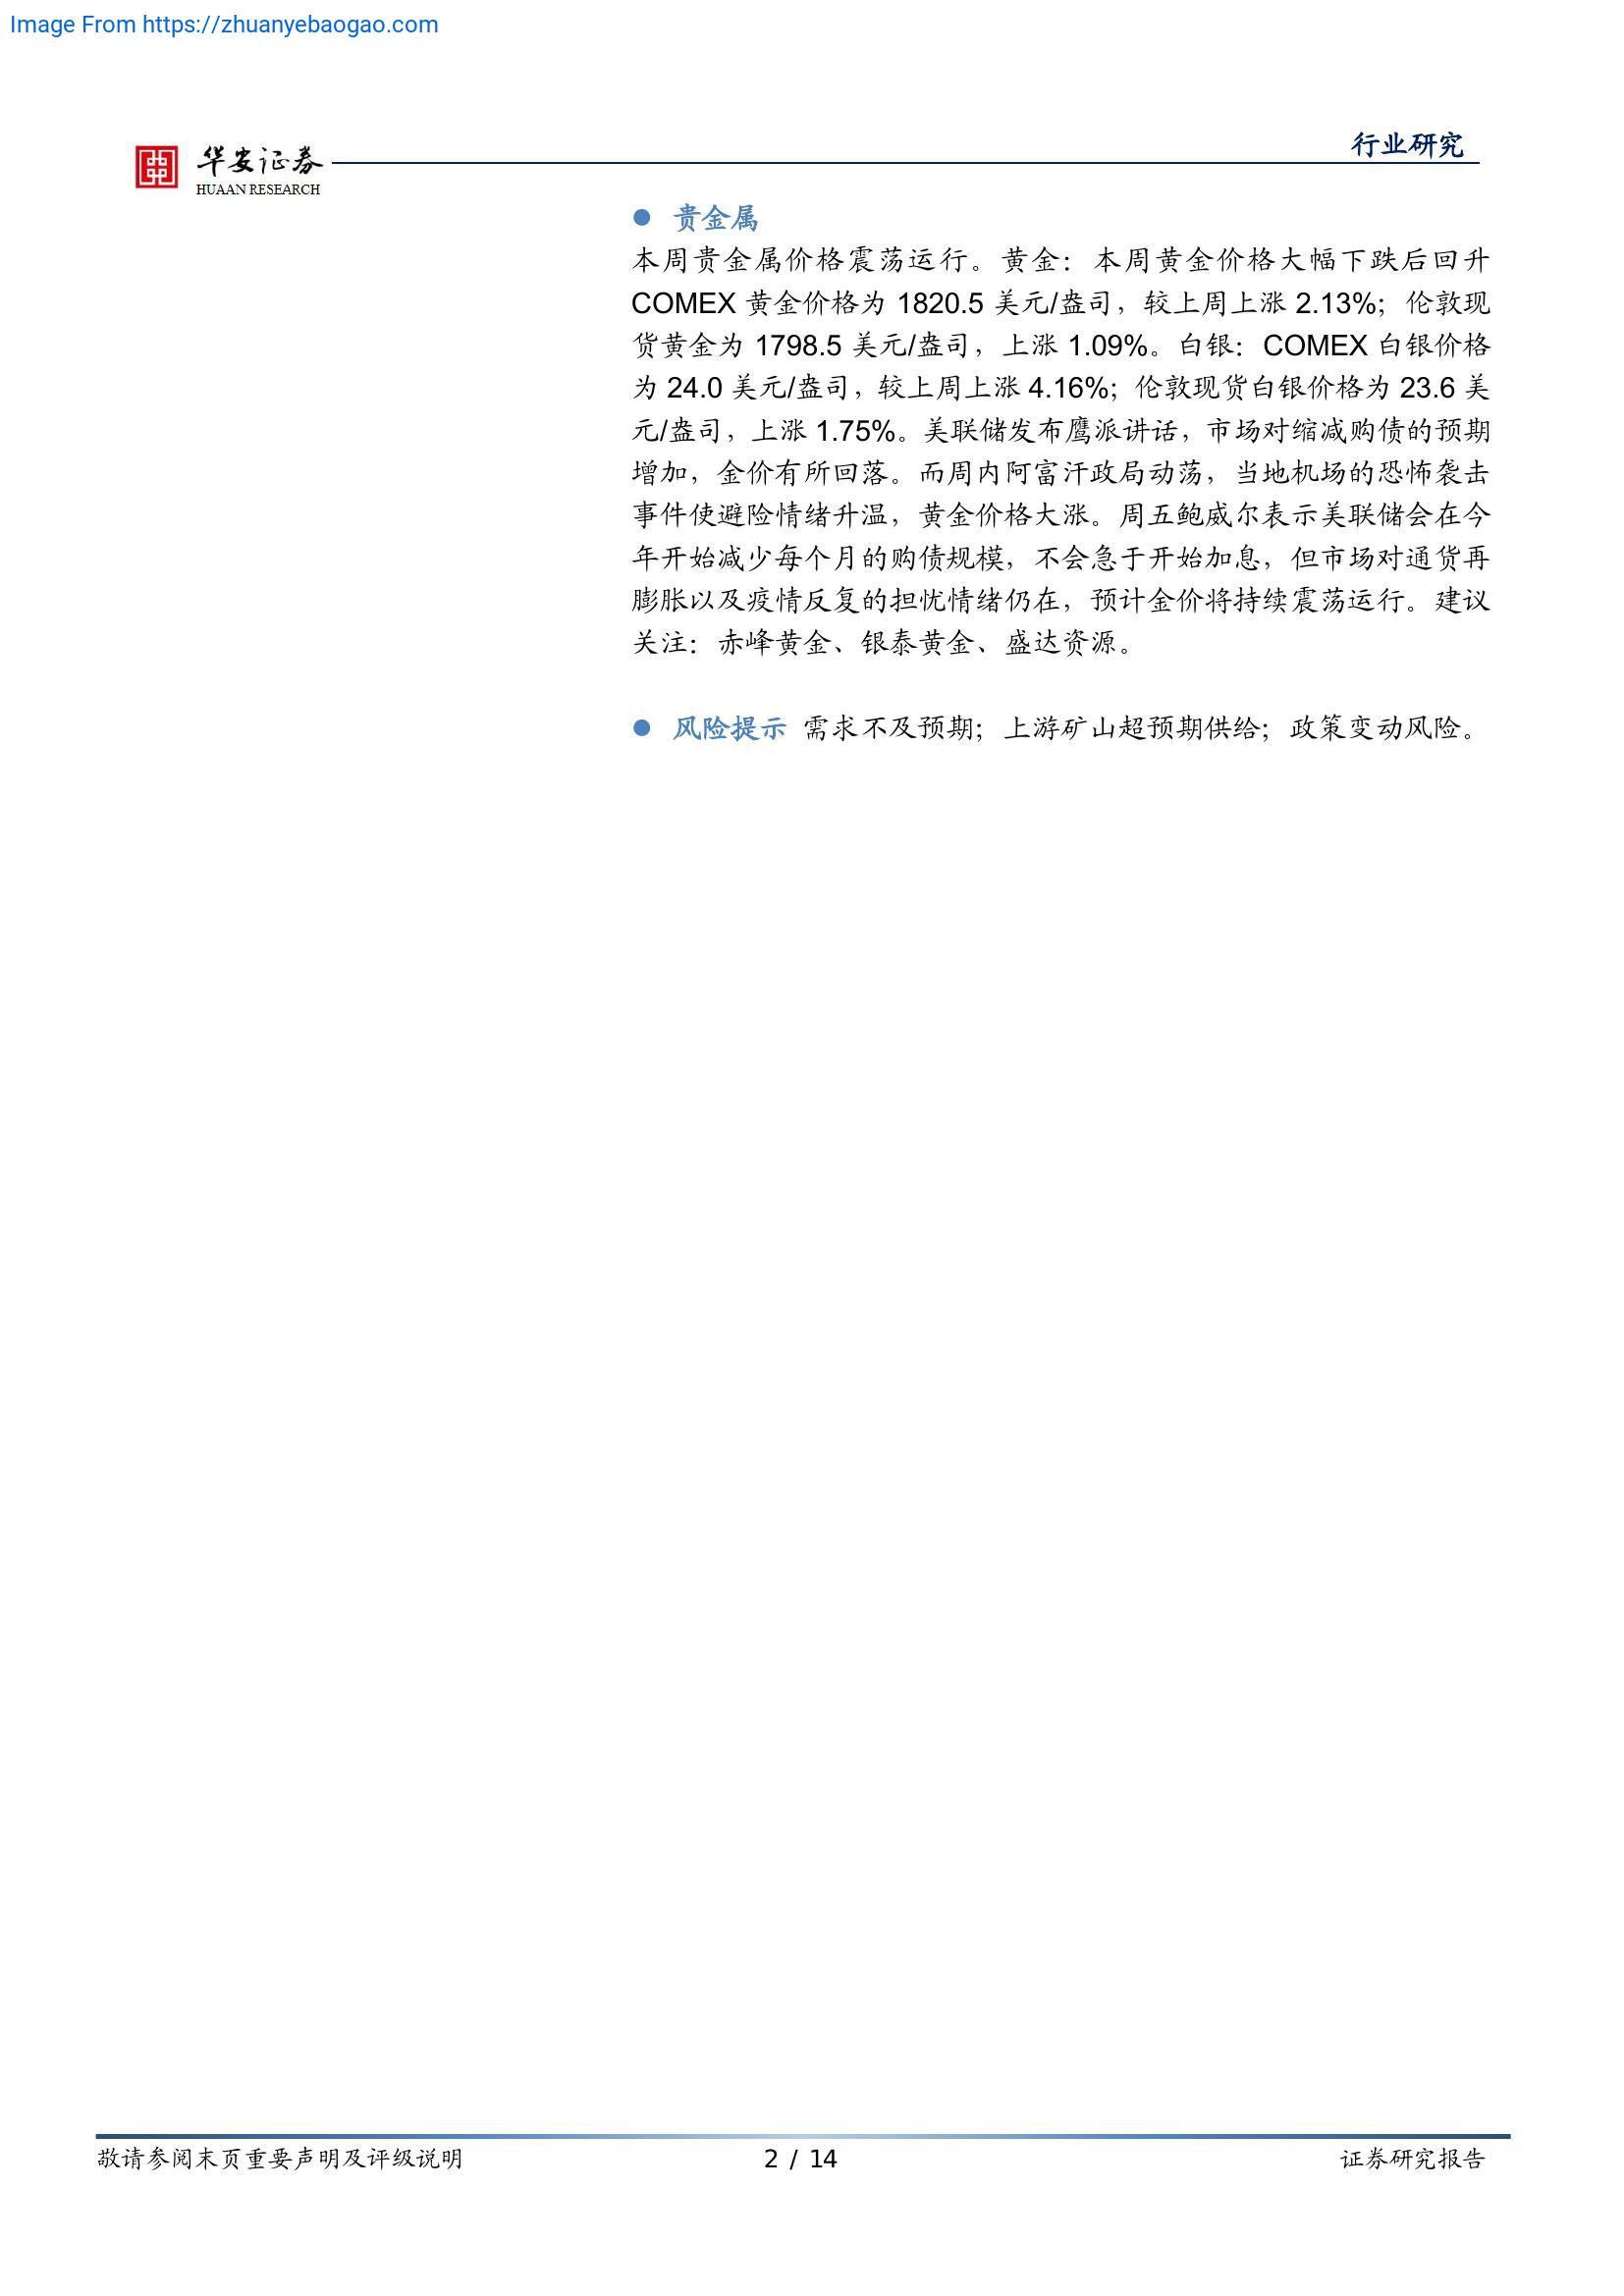 Image From https://zhuanyebaogao.com
华安证券
HUAAN RESEARCH
行业研究
● 贵金属
本周贵金属价格震荡运行。黄金：本周黄金价格大幅下跌后回升
COMEX 黄金价格为 1820.5 美元/盎司，较上周上涨 2.13%；伦敦现
货黄金为 1798.5 美元/盎司，上涨 1.09%。白银：COMEX 白银价格
为 24.0 美元/盎司，较上周上涨 4.16%；伦敦现货白银价格为 23.6 美
元/盎司，上涨 1.75%。美联储发布鹰派讲话，市场对缩减购债的预期
增加，金价有所回落。而周内阿富汗政局动荡，当地机场的恐怖袭击
事件使避险情绪升温，黄金价格大涨。周五鲍威尔表示美联储会在今
年开始减少每个月的购债规模，不会急于开始加息，但市场对通货再
膨胀以及疫情反复的担忧情绪仍在，预计金价将持续震荡运行。建议
关注：赤峰黄金、银泰黄金、盛达资源。
● 风险提示 需求不及预期；上游矿山超预期供给；政策变动风险。
敬请参阅末页重要声明及评级说明
2 / 14
证券研究报告